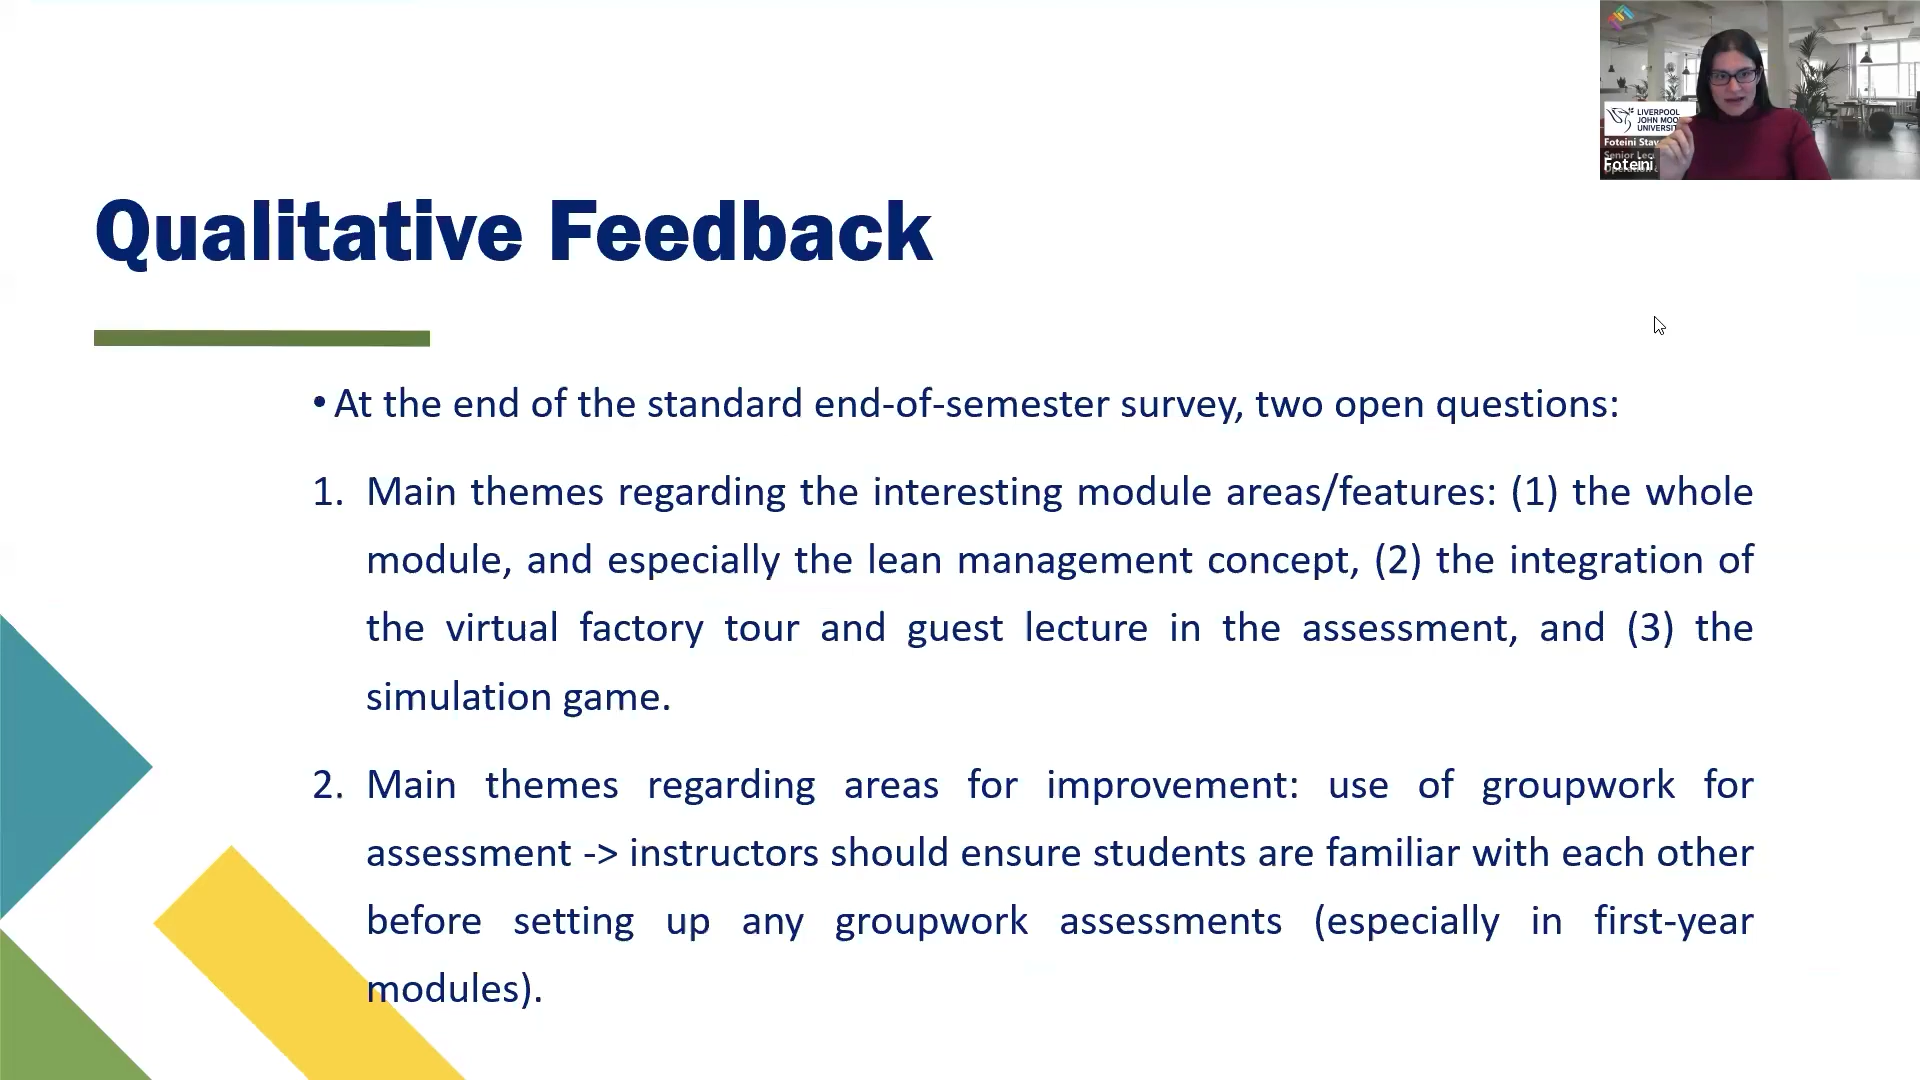 LIVERPOOL
JOHN MOO
UNIVERSIT
Foteini Stav
Senior Lec
Foteini
Qualitative Feedback
• At the end of the standard end-of-semester survey, two open questions:
1. Main themes regarding the interesting module areas/features: (1) the whole
module, and especially the lean management concept, (2) the integration of
the virtual factory tour and guest lecture in the assessment, and (3) the
simulation game.
2. Main themes regarding areas for improvement: use of groupwork for
assessment -> instructors should ensure students are familiar with each other
before setting up any groupwork assessments (especially in first-year
modules).